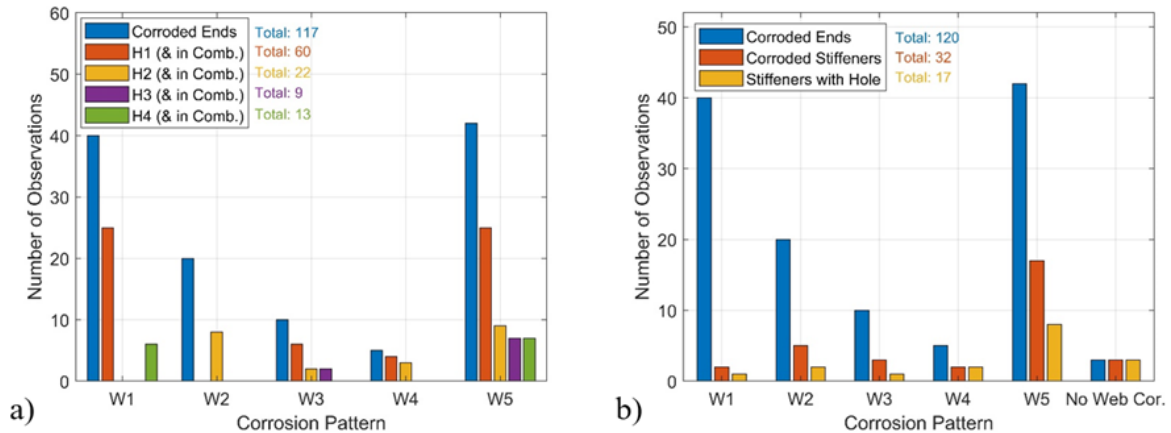 60
50
40
30
20
10
0
Number of Observations
Corroded Ends
H1 (& in Comb.)
H2 (& in Comb.)
H3 (& in Comb.)
H4 (& in Comb.)
Total: 117
Total: 60
Total: 22
Total: 9
Total: 13
W1 W2 W3 W4 W5
Corrosion Pattern
a)
50
40
30
20
10
0
Number of Observations
Corroded Ends
Corroded Stiffeners
Stiffeners with Hole
Total: 120
Total: 32
Total: 17
W1 W2 W3 W4 W5 No Web Cor.
Corrosion Pattern
b)